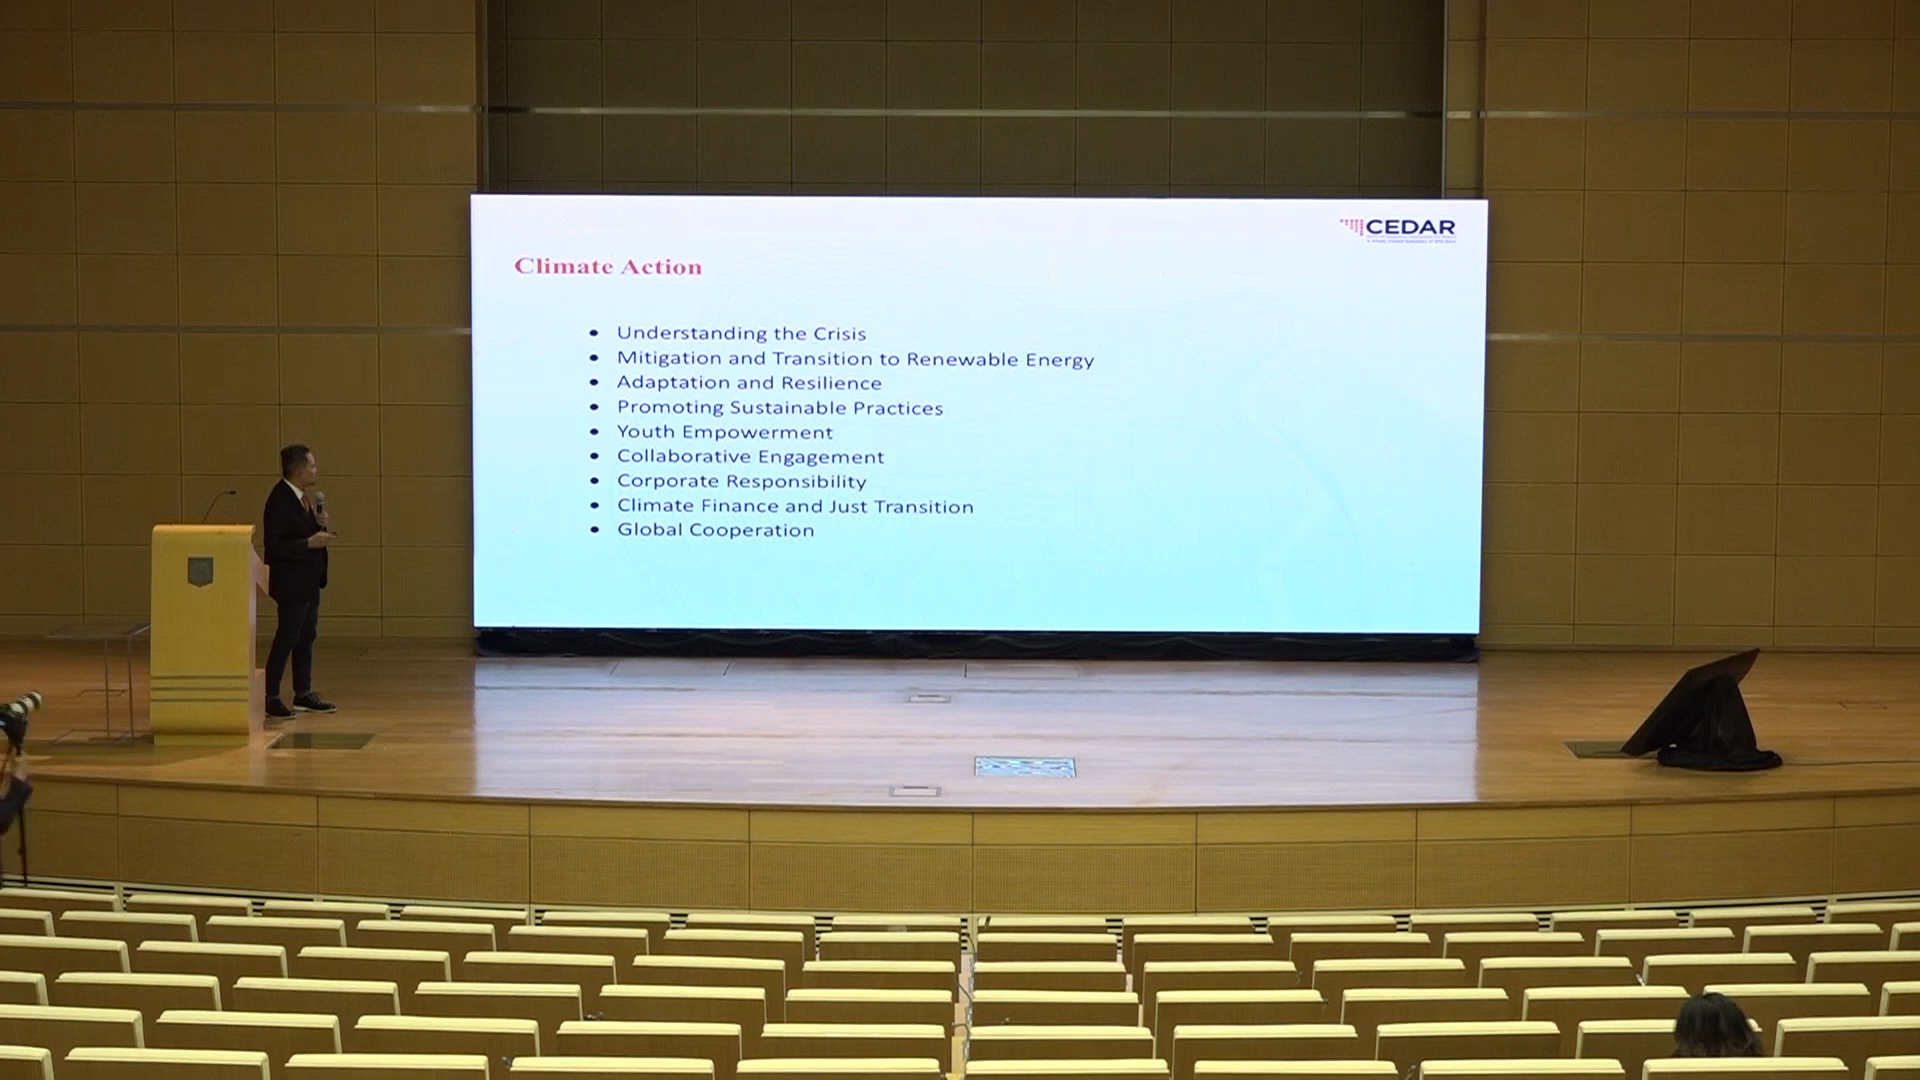 CEDAR
Climate Action
• Understanding the Crisis
• Mitigation and Transition to Renewable Energy
• Adaptation and Resilience
• Promoting Sustainable Practices
• Youth Empowerment
• Collaborative Engagement
• Corporate Responsibility
• Climate Finance and Just Transition
• Global Cooperation